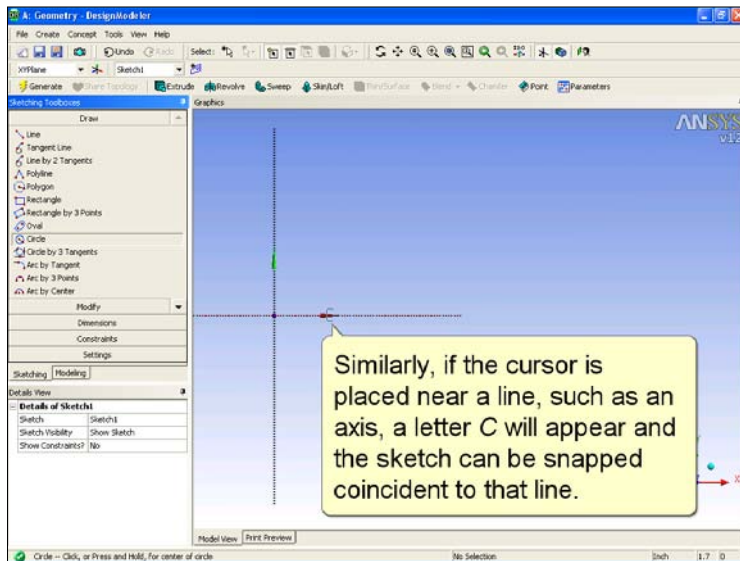 A: Geometry - DesignModeler
File Create Concept Tools View Help
Undo Redo Select:
XYPlane Sketch1
Generate Share Topology Extrude Revolve Sweep Skin/Loft Thin/Surface Blend Chamfer Point Parameters
Sketching Toolboxes
Graphics
Draw
Line
Tangent Line
Line by 2 Tangents
Polyline
Polygon
Rectangle
Rectangle by 3 Points
Oval
Circle
Circle by 3 Tangents
Arc by Tangent
Arc by 3 Points
Arc by Center
Modify
Dimensions
Constraints
Settings
Sketching Modeling
Details View
Details of Sketch1
Sketch Sketch1
Sketch Visibility Show Sketch
Show Constraints? No
ANSYS
v12
C
Similarly, if the cursor is
placed near a line, such as an
axis, a letter C will appear and
the sketch can be snapped
coincident to that line.
X
Model View Print Preview
Circle -- Click, or Press and Hold, for center of circle No Selection Inch 1.7 0